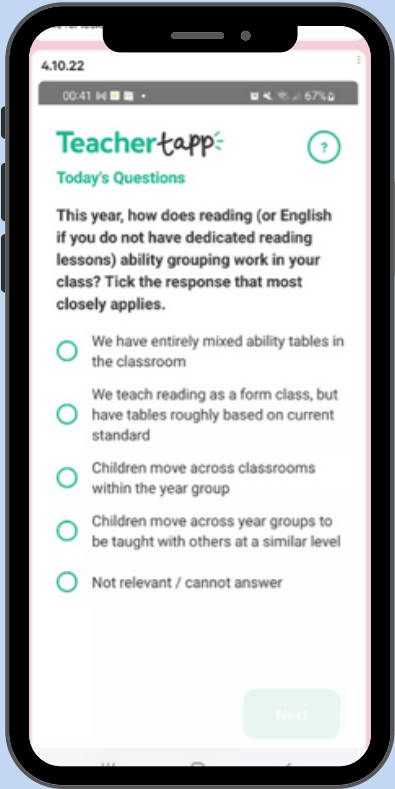 4.10.22
00:41
67%
Teachertapp
?
Today's Questions
This year, how does reading (or English
if you do not have dedicated reading
lessons) ability grouping work in your
class? Tick the response that most
closely applies.
We have entirely mixed ability tables in
the classroom
We teach reading as a form class, but
have tables roughly based on current
standard
Children move across classrooms
within the year group
Children move across year groups to
be taught with others at a similar level
Not relevant / cannot answer
Next